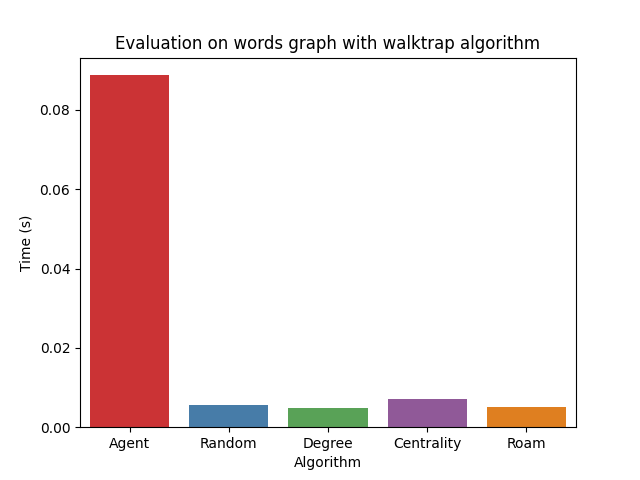 Evaluation on words graph with walktrap algorithm
Time (s)
0.08
0.06
0.04
0.02
0.00
Agent Random Degree Centrality Roam
Algorithm